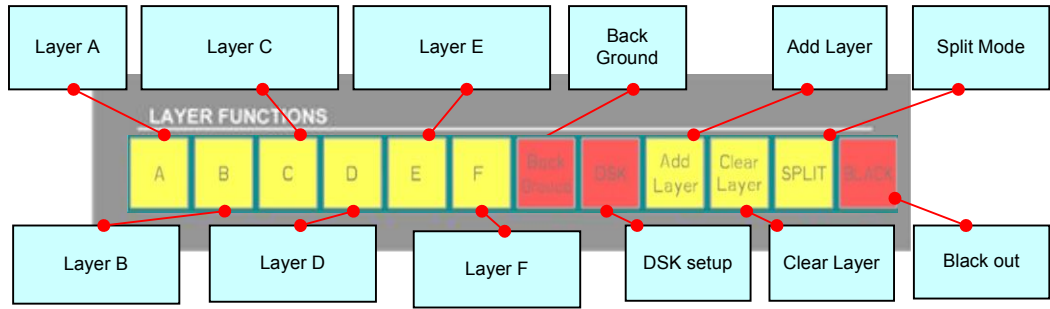 Layer A
Layer C
Layer E
Back
Ground
Add Layer
Split Mode
LAYER FUNCTIONS
A
B
C
D
E
F
Back
Ground
DSK
Add
Layer
Clear
Layer
SPLIT
BLACK
Layer B
Layer D
Layer F
DSK setup
Clear Layer
Black out